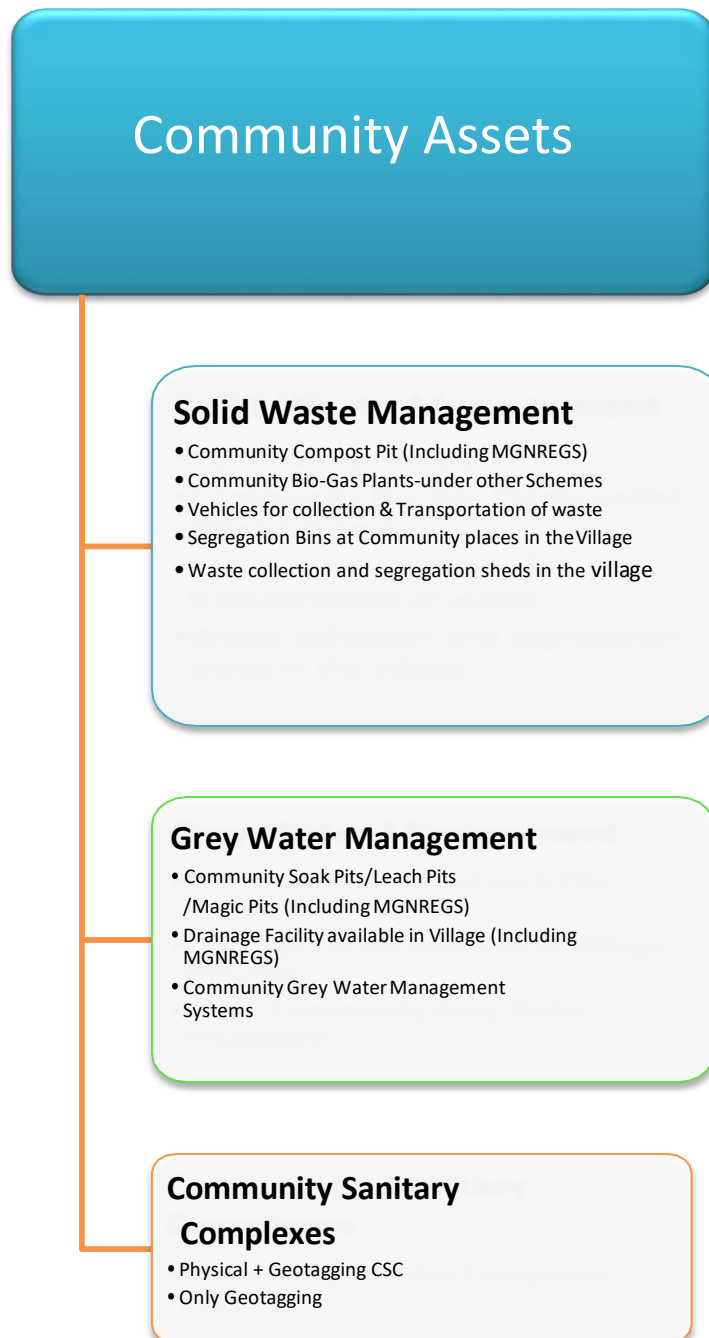 Community Assets
Solid Waste Management
• Community Compost Pit (Including MGNREGS)
• Community Bio-Gas Plants-under other Schemes
• Vehicles for collection & Transportation of waste
• Segregation Bins at Community places in the Village
• Waste collection and segregation sheds in the village
Grey Water Management
• Community Soak Pits/Leach Pits
/Magic Pits (Including MGNREGS)
• Drainage Facility available in Village (Including
MGNREGS)
• Community Grey Water Management
Systems
Community Sanitary
Complexes
• Physical + Geotagging CSC
• Only Geotagging